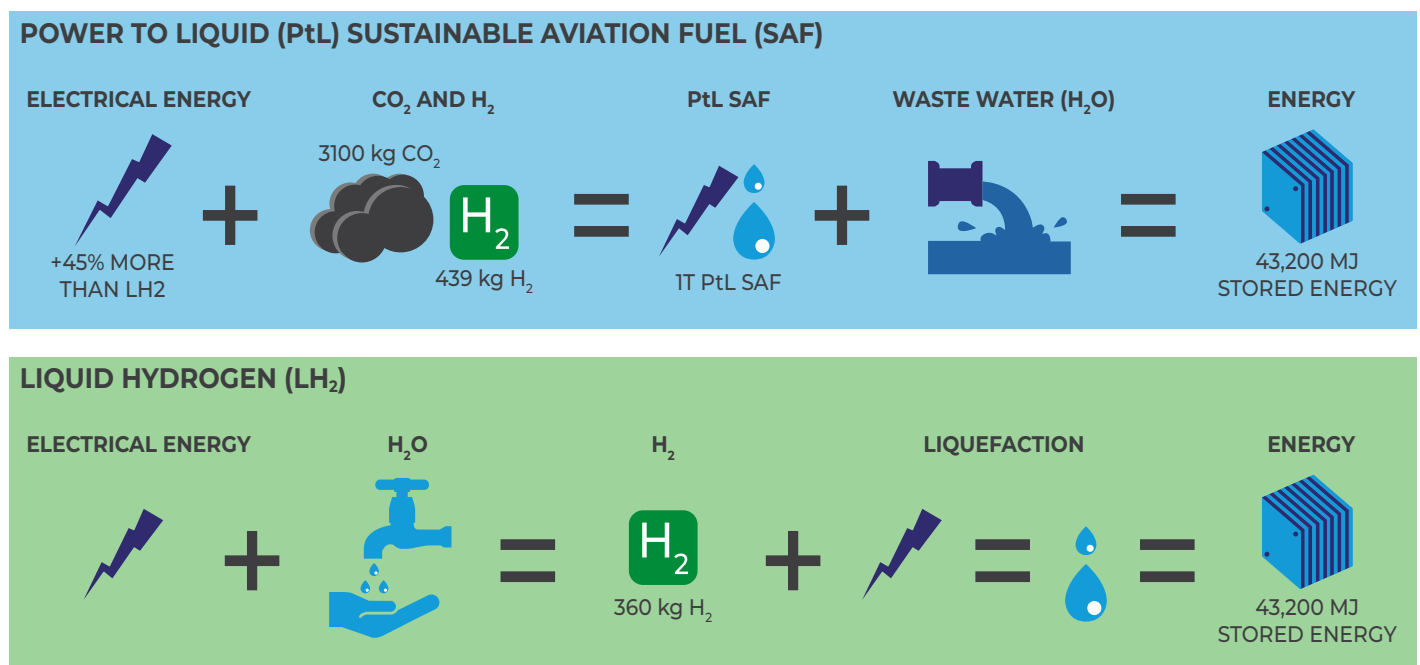 POWER TO LIQUID (PtL) SUSTAINABLE AVIATION FUEL (SAF)
ELECTRICAL ENERGY
CO₂ AND H₂
PtL SAF
WASTE WATER (H₂O)
ENERGY
3100 kg CO₂
H₂
+45% MORE
THAN LH2
439 kg H₂
1T PtL SAF
43,200 MJ
STORED ENERGY
LIQUID HYDROGEN (LH₂)
ELECTRICAL ENERGY
H₂O
H₂
LIQUEFACTION
ENERGY
H₂
360 kg H₂
43,200 MJ
STORED ENERGY